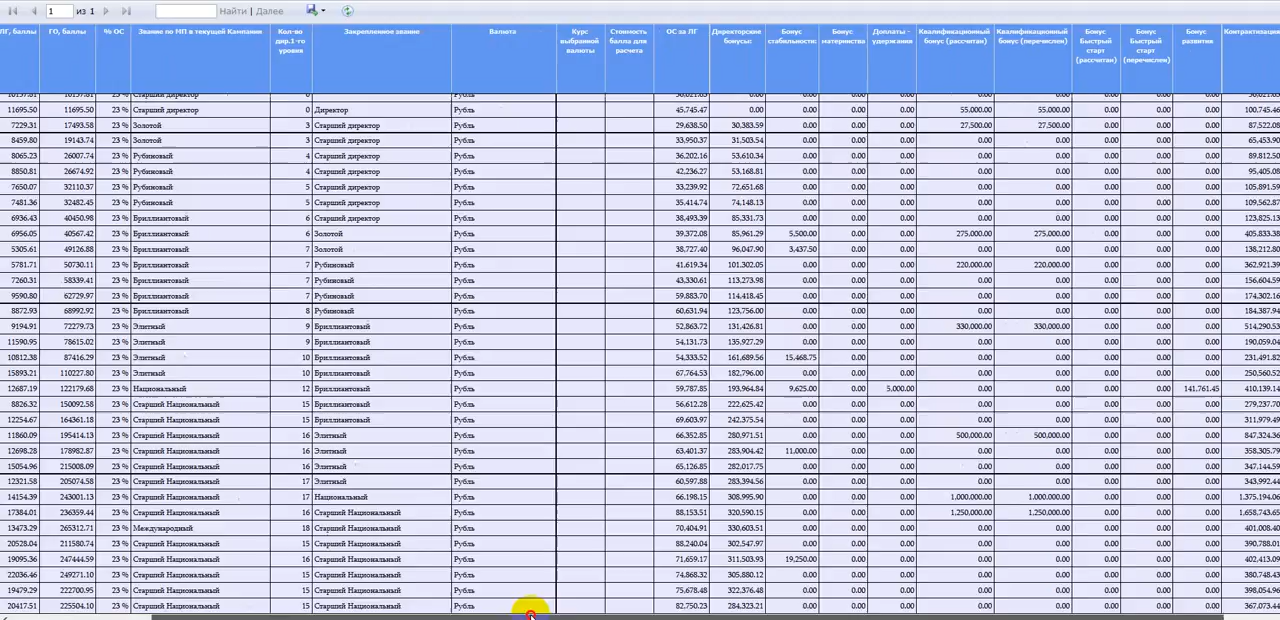 1 из 1 Найти | Далее
ЛГ, баллы ГО, баллы % ОС Звание по МП в текущей Кампании Кол-во дир.1-го уровня Закрепленное звание Валюта Курс выбранной валюты Стоимость балла для расчета ОС за ЛГ Директорские бонусы: Бонус стабильности: Бонус материнства Доплаты - удержания Квалификационный бонус (рассчитан) Квалификационный бонус (перечислен) Бонус Быстрый старт (рассчитан) Бонус Быстрый старт (перечислен) Бонус развития Контрактизация
23 % Старший директор 0 Рубль 0.00 0.00 0.00 0.00 0.00 0.00 0.00 0.00 0.00
11695.50 11695.50 23 % Старший директор 0 Директор Рубль 45,745.47 0.00 0.00 0.00 0.00 55,000.00 55,000.00 0.00 0.00 0.00 100,745.46
7229.31 17493.58 23 % Золотой 3 Старший директор Рубль 29,638.50 30,383.59 0.00 0.00 0.00 27,500.00 27,500.00 0.00 0.00 0.00 87,522.08
8459.80 19143.74 23 % Золотой 3 Старший директор Рубль 33,950.37 31,503.54 0.00 0.00 0.00 0.00 0.00 0.00 0.00 0.00 65,453.90
8065.23 26007.74 23 % Рубиновый 4 Старший директор Рубль 36,202.16 53,610.34 0.00 0.00 0.00 0.00 0.00 0.00 0.00 0.00 89,812.50
8850.81 26674.92 23 % Рубиновый 4 Старший директор Рубль 42,236.27 53,168.81 0.00 0.00 0.00 0.00 0.00 0.00 0.00 0.00 95,405.08
7650.07 32110.37 23 % Рубиновый 5 Старший директор Рубль 33,239.92 72,651.68 0.00 0.00 0.00 0.00 0.00 0.00 0.00 0.00 105,891.59
7481.36 32482.45 23 % Рубиновый 5 Старший директор Рубль 35,414.74 74,148.13 0.00 0.00 0.00 0.00 0.00 0.00 0.00 0.00 109,562.87
6936.43 40450.98 23 % Бриллиантовый 6 Старший директор Рубль 38,493.39 85,331.73 0.00 0.00 0.00 0.00 0.00 0.00 0.00 0.00 123,825.13
6956.05 40567.42 23 % Бриллиантовый 6 Золотой Рубль 39,372.08 85,961.29 5,500.00 0.00 0.00 275,000.00 275,000.00 0.00 0.00 0.00 405,833.38
5305.61 49126.88 23 % Бриллиантовый 7 Золотой Рубль 38,727.40 96,047.90 3,437.50 0.00 0.00 0.00 0.00 0.00 0.00 0.00 138,212.80
5781.71 50730.11 23 % Бриллиантовый 7 Рубиновый Рубль 41,619.34 101,302.05 0.00 0.00 0.00 220,000.00 220,000.00 0.00 0.00 0.00 362,921.39
7260.31 58339.41 23 % Бриллиантовый 7 Рубиновый Рубль 43,330.61 113,273.98 0.00 0.00 0.00 0.00 0.00 0.00 0.00 0.00 156,604.59
9590.80 62729.97 23 % Бриллиантовый 7 Рубиновый Рубль 59,883.70 114,418.45 0.00 0.00 0.00 0.00 0.00 0.00 0.00 0.00 174,302.16
8872.93 68992.92 23 % Бриллиантовый 8 Рубиновый Рубль 60,631.94 123,756.00 0.00 0.00 0.00 0.00 0.00 0.00 0.00 0.00 184,387.94
9194.91 72279.73 23 % Элитный 9 Бриллиантовый Рубль 52,863.72 131,426.81 0.00 0.00 0.00 330,000.00 330,000.00 0.00 0.00 0.00 514,290.53
11590.95 78615.02 23 % Элитный 9 Бриллиантовый Рубль 54,131.73 135,927.29 0.00 0.00 0.00 0.00 0.00 0.00 0.00 0.00 190,059.04
10812.38 87416.29 23 % Элитный 10 Бриллиантовый Рубль 54,333.52 161,689.56 15,468.75 0.00 0.00 0.00 0.00 0.00 0.00 0.00 231,491.82
15893.21 110227.80 23 % Элитный 10 Бриллиантовый Рубль 67,764.53 182,796.00 0.00 0.00 0.00 0.00 0.00 0.00 0.00 0.00 250,560.52
12687.19 122179.68 23 % Национальный 12 Бриллиантовый Рубль 59,787.85 193,964.84 9,625.00 0.00 5,000.00 0.00 0.00 0.00 0.00 141,761.45 410,139.14
8826.32 150092.58 23 % Старший Национальный 15 Бриллиантовый Рубль 56,612.28 222,625.42 0.00 0.00 0.00 0.00 0.00 0.00 0.00 0.00 279,237.70
12254.67 164361.18 23 % Старший Национальный 15 Бриллиантовый Рубль 69,603.97 242,375.54 0.00 0.00 0.00 0.00 0.00 0.00 0.00 0.00 311,979.49
11860.09 195414.13 23 % Старший Национальный 16 Элитный Рубль 66,352.85 280,971.51 0.00 0.00 0.00 500,000.00 500,000.00 0.00 0.00 0.00 847,324.36
12698.28 178982.87 23 % Старший Национальный 16 Элитный Рубль 63,401.37 283,904.42 11,000.00 0.00 0.00 0.00 0.00 0.00 0.00 0.00 358,305.79
15054.96 215008.09 23 % Старший Национальный 16 Элитный Рубль 65,126.85 282,017.75 0.00 0.00 0.00 0.00 0.00 0.00 0.00 0.00 347,144.59
12321.58 205074.58 23 % Старший Национальный 17 Элитный Рубль 60,597.88 283,394.56 0.00 0.00 0.00 0.00 0.00 0.00 0.00 0.00 343,992.44
14154.39 243001.13 23 % Старший Национальный 17 Национальный Рубль 66,198.15 308,995.90 0.00 0.00 0.00 1,000,000.00 1,000,000.00 0.00 0.00 0.00 1,375,194.06
17384.01 236359.44 23 % Старший Национальный 16 Старший Национальный Рубль 88,153.51 320,590.15 0.00 0.00 0.00 1,250,000.00 1,250,000.00 0.00 0.00 0.00 1,658,743.65
13473.29 265312.71 23 % Международный 18 Старший Национальный Рубль 70,404.91 330,603.51 0.00 0.00 0.00 0.00 0.00 0.00 0.00 0.00 401,008.40
20528.04 211580.74 23 % Старший Национальный 15 Старший Национальный Рубль 88,240.04 302,547.97 0.00 0.00 0.00 0.00 0.00 0.00 0.00 0.00 390,788.01
19095.36 247444.59 23 % Старший Национальный 16 Старший Национальный Рубль 71,659.17 311,503.93 19,250.00 0.00 0.00 0.00 0.00 0.00 0.00 0.00 402,413.09
22036.46 249271.10 23 % Старший Национальный 15 Старший Национальный Рубль 74,868.32 305,880.12 0.00 0.00 0.00 0.00 0.00 0.00 0.00 0.00 380,748.43
19479.29 222700.95 23 % Старший Национальный 15 Старший Национальный Рубль 75,678.48 322,376.48 0.00 0.00 0.00 0.00 0.00 0.00 0.00 0.00 398,054.96
20417.51 225504.10 23 % Старший Национальный 15 Старший Национальный Рубль 82,750.23 284,323.21 0.00 0.00 0.00 0.00 0.00 0.00 0.00 0.00 367,073.44